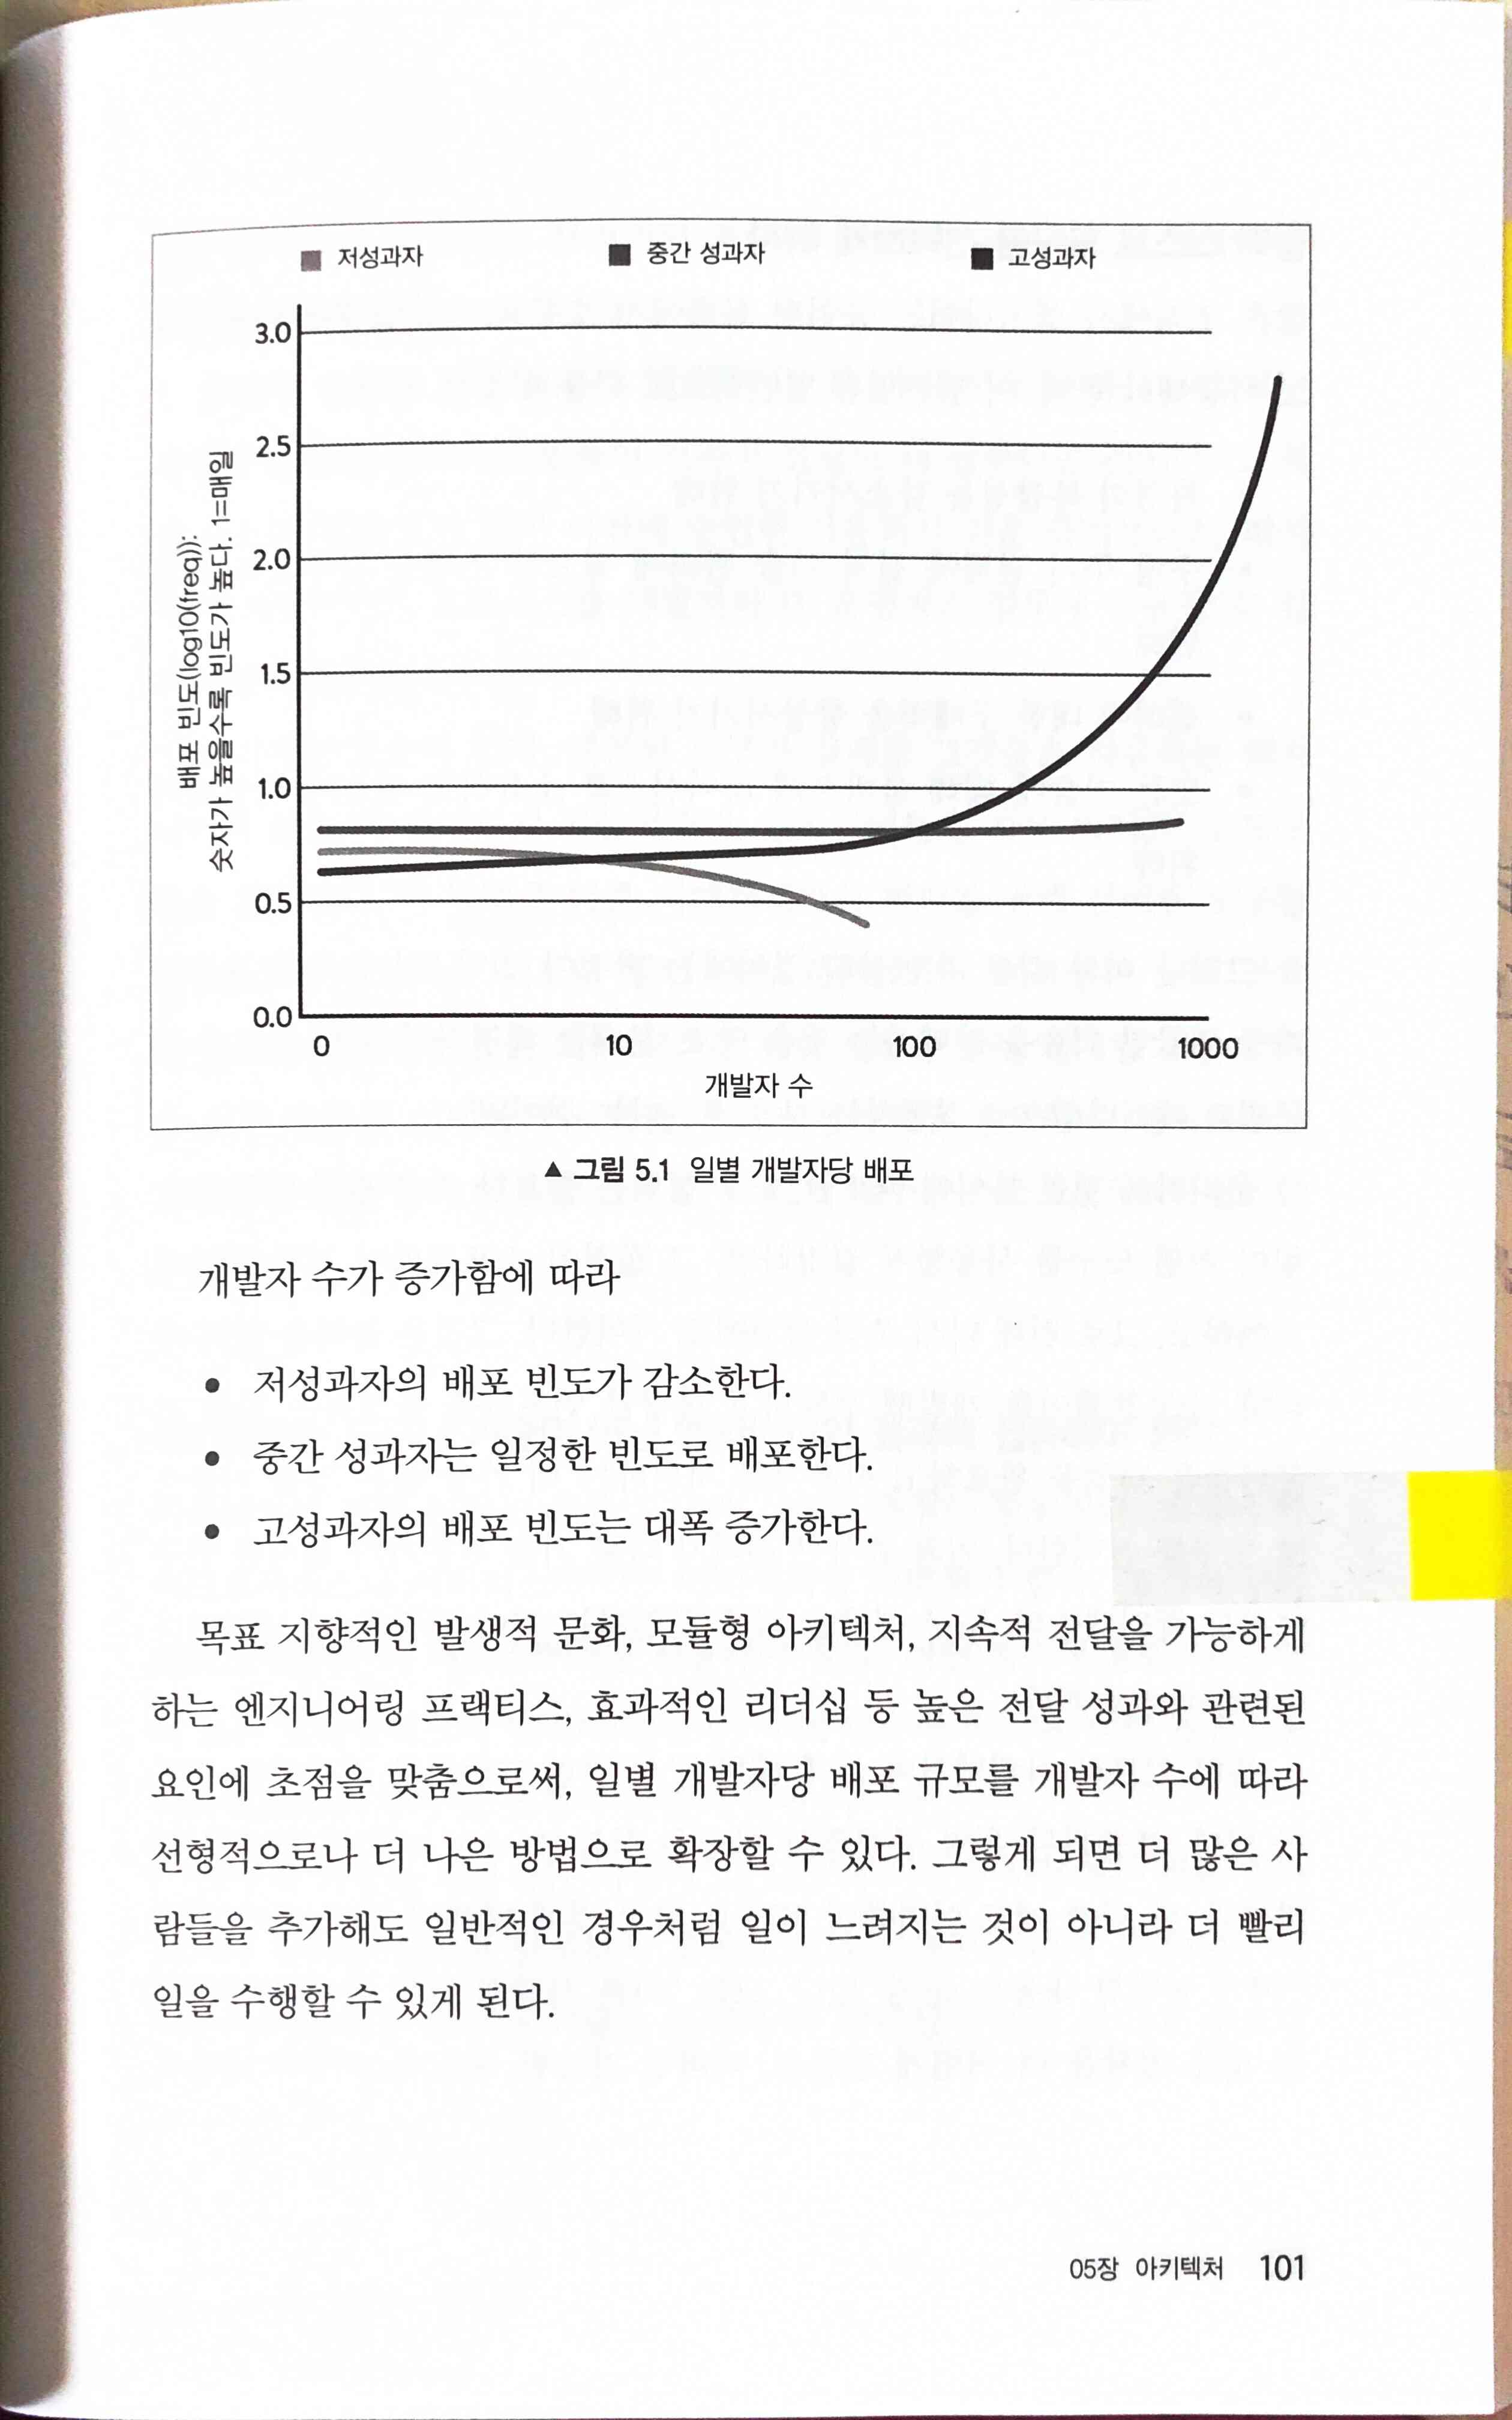 저성과자 중간 성과자 고성과자
배포 빈도(log10(freq)):
숫자가 높을수록 빈도가 높다. 1=매일
3.0
2.5
2.0
1.5
1.0
0.5
0.0
0 10 100 1000
개발자 수
▲ 그림 5.1 일별 개발자당 배포
개발자 수가 증가함에 따라
● 저성과자의 배포 빈도가 감소한다.
● 중간 성과자는 일정한 빈도로 배포한다.
● 고성과자의 배포 빈도는 대폭 증가한다.
목표 지향적인 발생적 문화, 모듈형 아키텍처, 지속적 전달을 가능하게
하는 엔지니어링 프랙티스, 효과적인 리더십 등 높은 전달 성과와 관련된
요인에 초점을 맞춤으로써, 일별 개발자당 배포 규모를 개발자 수에 따라
선형적으로나 더 나은 방법으로 확장할 수 있다. 그렇게 되면 더 많은 사
람들을 추가해도 일반적인 경우처럼 일이 느려지는 것이 아니라 더 빨리
일을 수행할 수 있게 된다.
05장 아키텍처 101